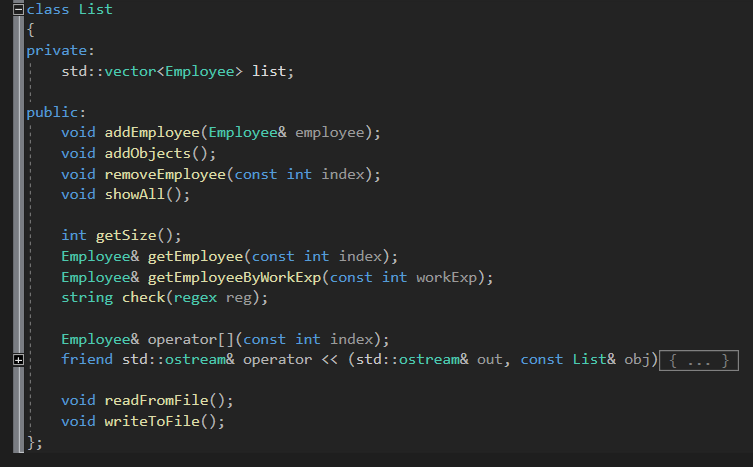 class List
{
private:
    std::vector<Employee> list;
public:
    void addEmployee(Employee& employee);
    void addObjects();
    void removeEmployee(const int index);
    void showAll();
    int getSize();
    Employee& getEmployee(const int index);
    Employee& getEmployeeByWorkExp(const int workExp);
    string check(regex reg);
    Employee& operator[](const int index);
    friend std::ostream& operator << (std::ostream& out, const List& obj){ ... }
    void readFromFile();
    void writeToFile();
};